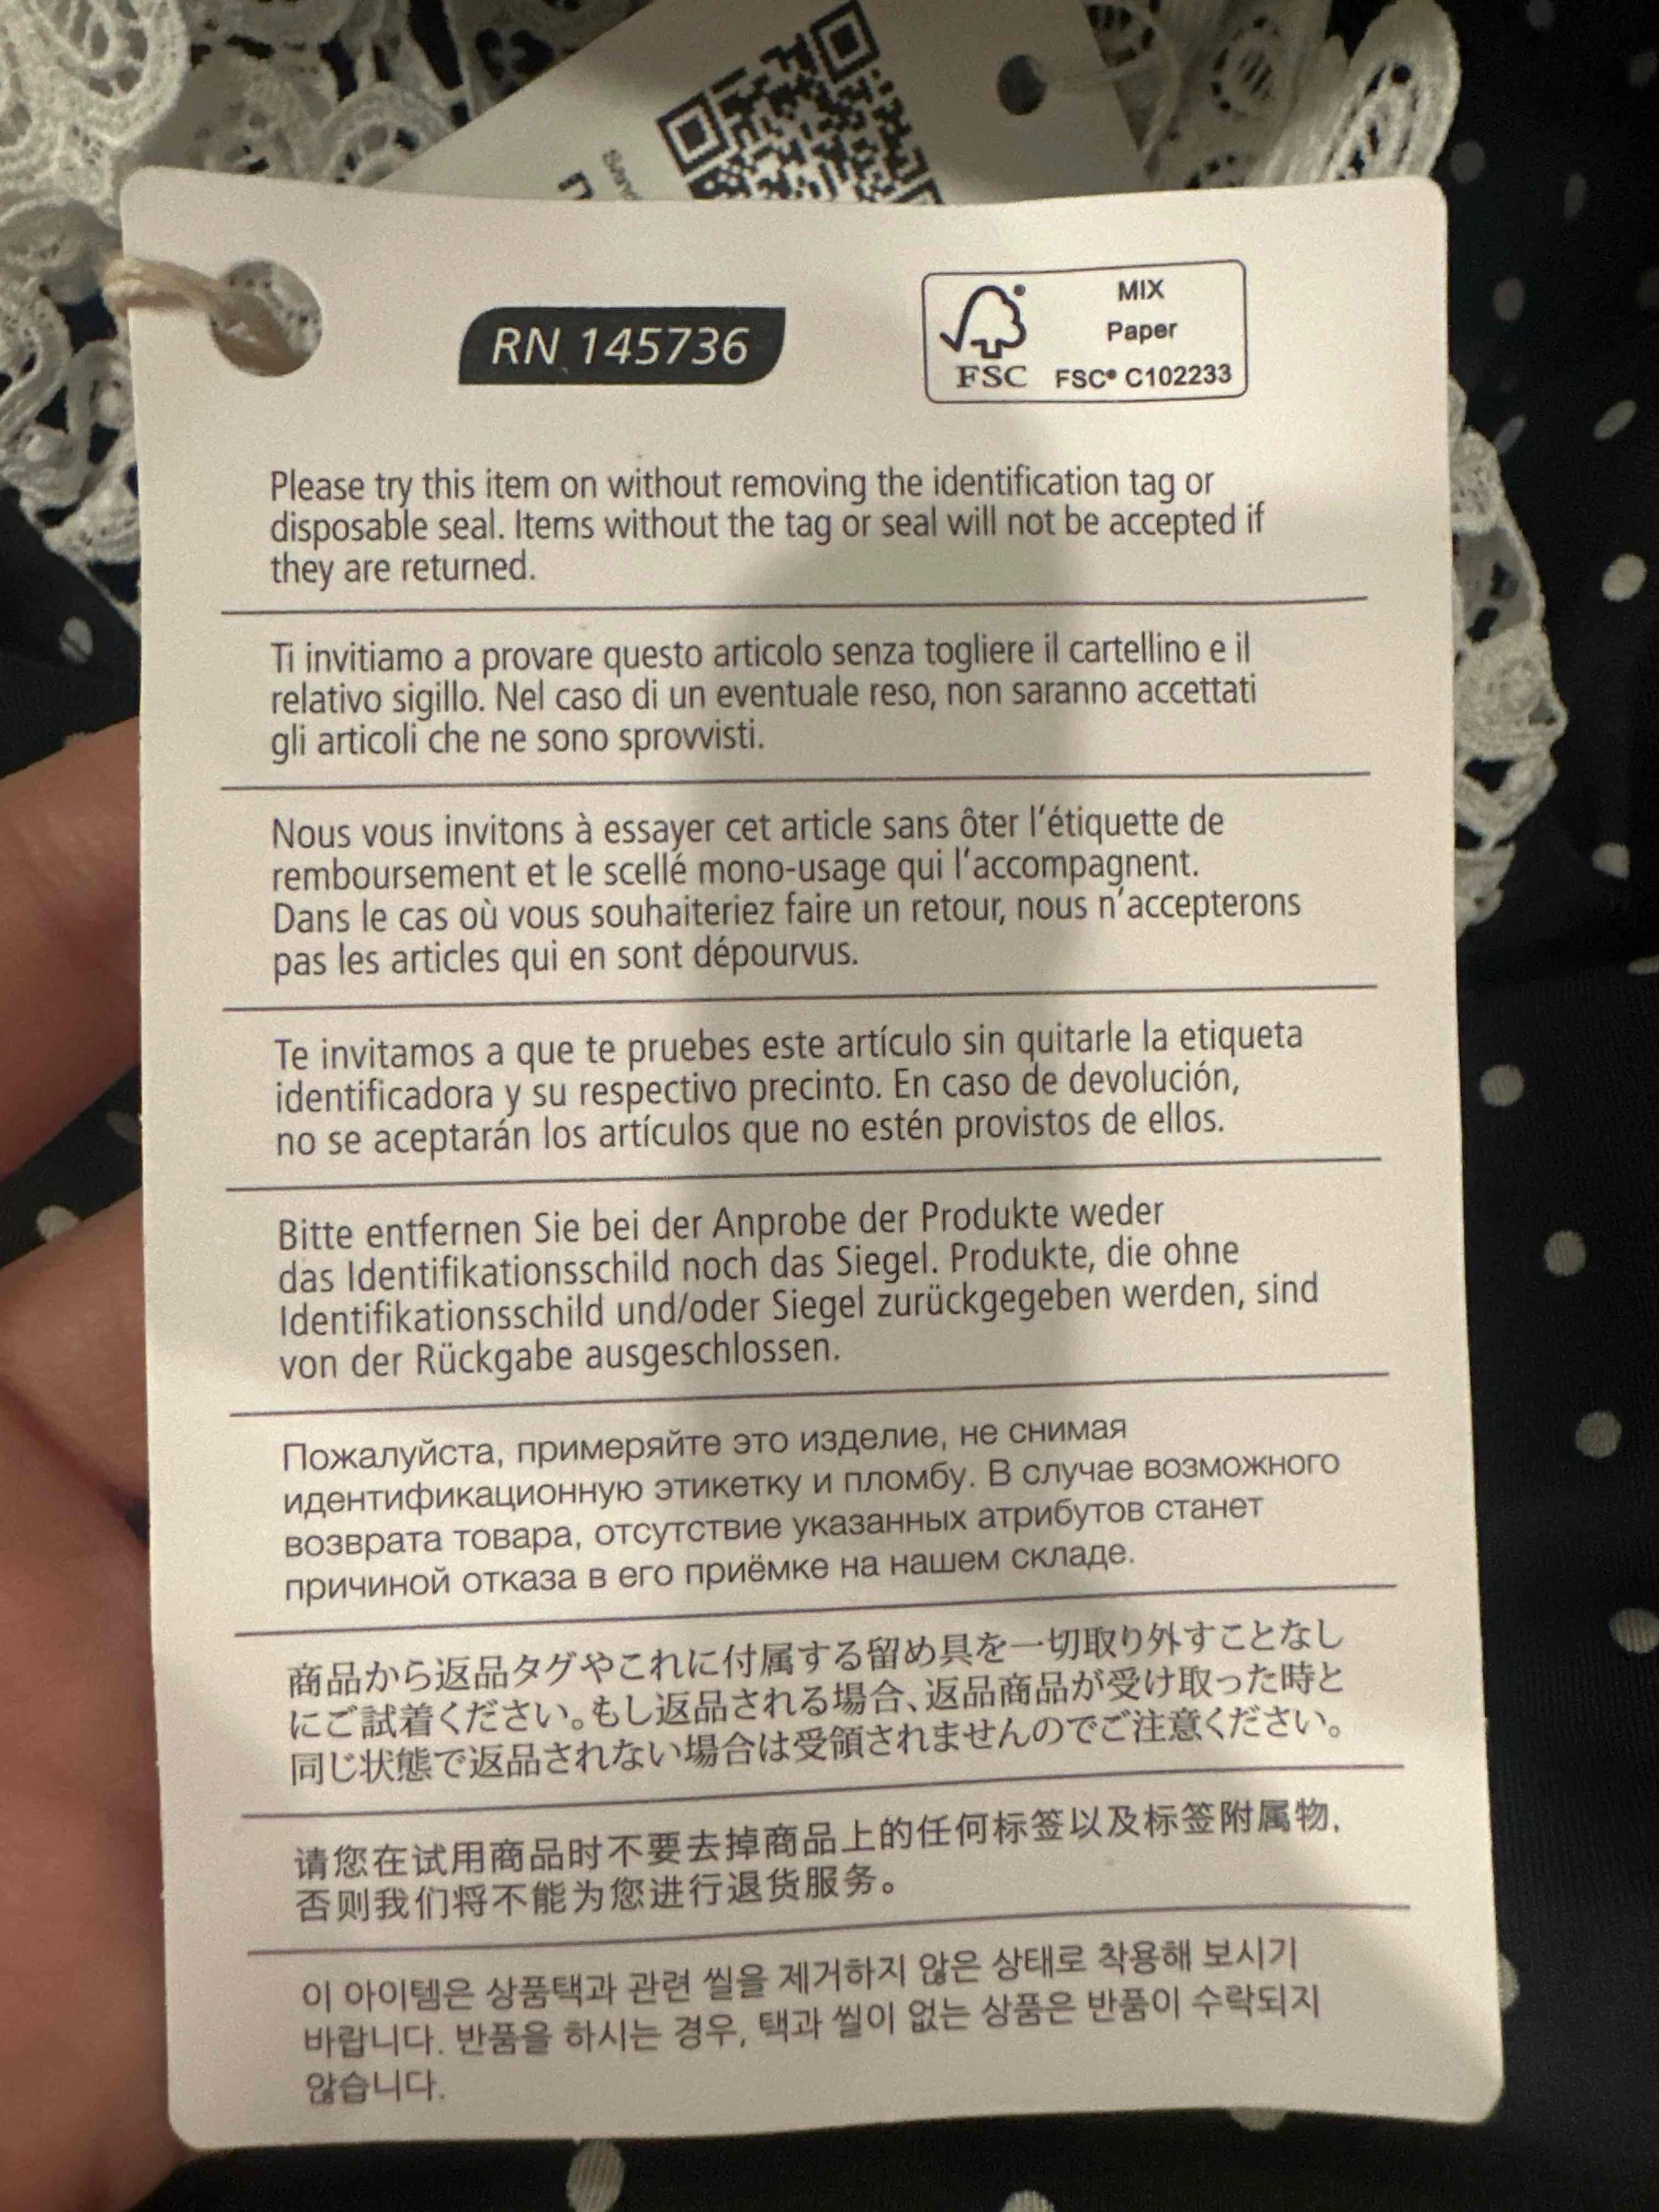 RN 145736
MIX
Paper
FSC
FSC® C102233
Please try this item on without removing the identification tag or
disposable seal. Items without the tag or seal will not be accepted if
they are returned.
Ti invitiamo a provare questo articolo senza togliere il cartellino e il
relativo sigillo. Nel caso di un eventuale reso, non saranno accettati
gli articoli che ne sono sprovvisti.
Nous vous invitons à essayer cet article sans ôter l'étiquette de
remboursement et le scellé mono-usage qui l'accompagnent.
Dans le cas où vous souhaiteriez faire un retour, nous n'accepterons
pas les articles qui en sont dépourvus.
Te invitamos a que te pruebes este artículo sin quitarle la etiqueta
identificadora y su respectivo precinto. En caso de devolución,
no se aceptarán los artículos que no estén provistos de ellos.
Bitte entfernen Sie bei der Anprobe der Produkte weder
das Identifikationsschild noch das Siegel. Produkte, die ohne
Identifikationsschild und/oder Siegel zurückgegeben werden, sind
von der Rückgabe ausgeschlossen.
Пожалуйста, примеряйте это изделие, не снимая
идентификационную этикетку и пломбу. В случае возможного
возврата товара, отсутствие указанных атрибутов станет
причиной отказа в его приёмке на нашем складе.
商品から返品タグやこれに付属する留め具を一切取り外すことなし
にご試着ください。もし返品される場合、返品商品が受け取った時と
同じ状態で返品されない場合は受領されませんのでご注意ください。
请您在试用商品时不要去掉商品上的任何标签以及标签附属物，
否则我们将不能为您进行退货服务。
이 아이템은 상품택과 관련 씰을 제거하지 않은 상태로 착용해 보시기
바랍니다. 반품을 하시는 경우, 택과 씰이 없는 상품은 반품이 수락되지
않습니다.